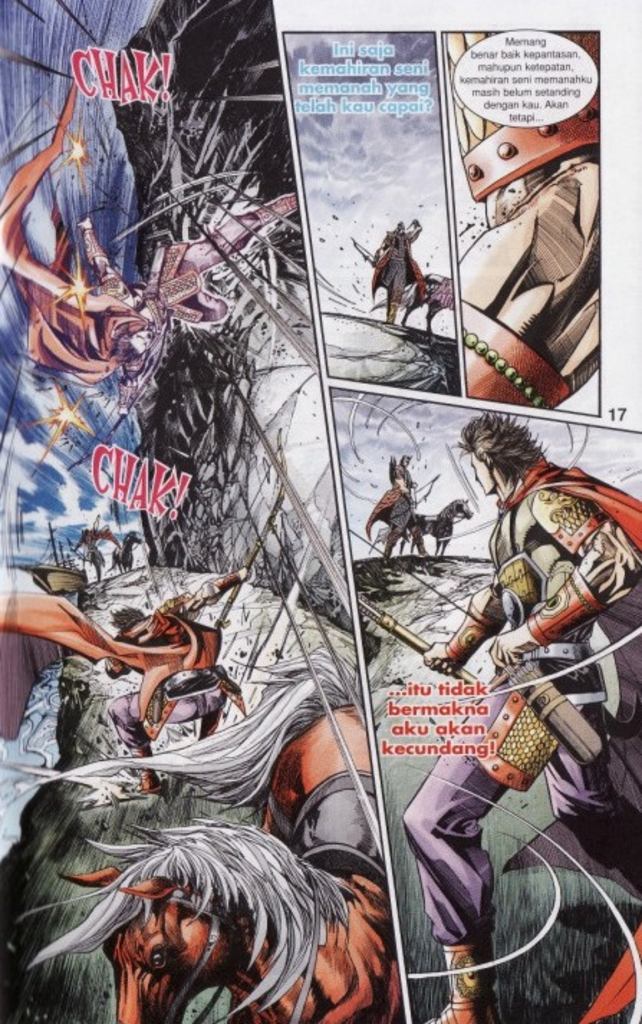 CHAK!
CHAK!
Ini saja
kemahiran seni
memanah yang
telah kau capai?
Memang
benar baik kepantasan,
mahupun ketepatan,
kemahiran seni memanahku
masih belum setanding
dengan kau. Akan
tetapi...
17
...itu tidak
bermakna
aku akan
kecundang!